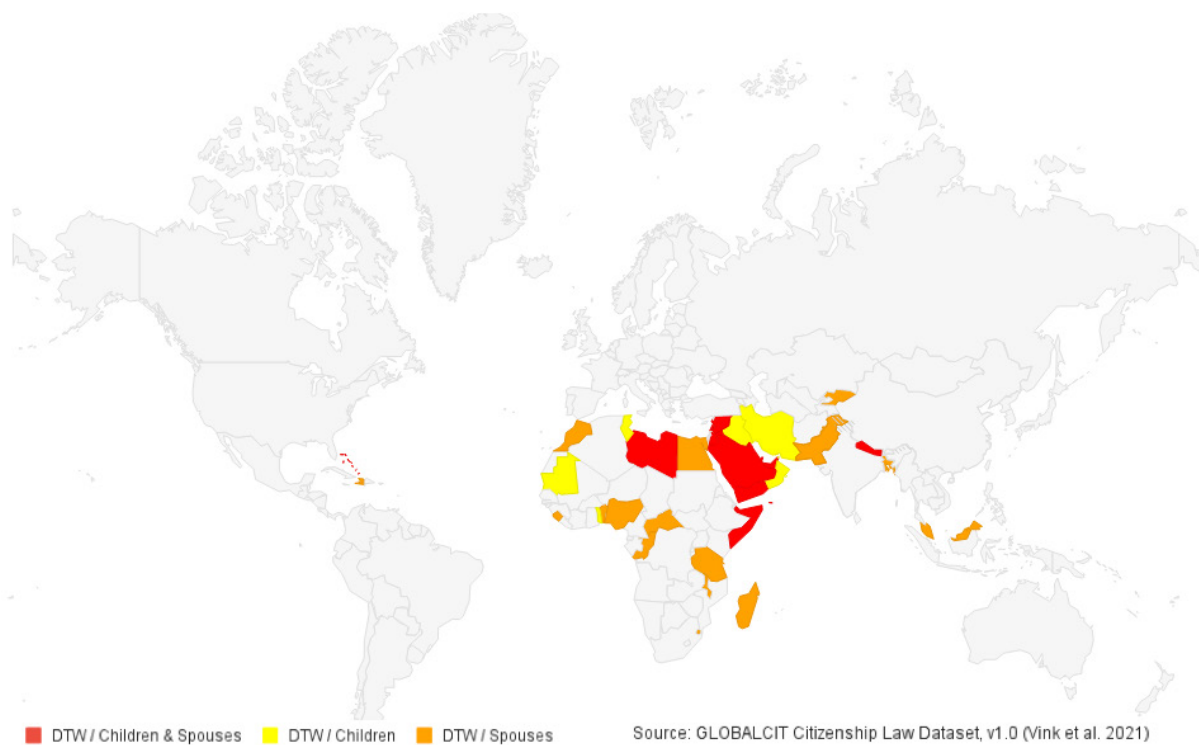 DTW / Children & Spouses DTW / Children DTW / Spouses Source: GLOBALCIT Citizenship Law Dataset, v1.0 (Vink et al. 2021)